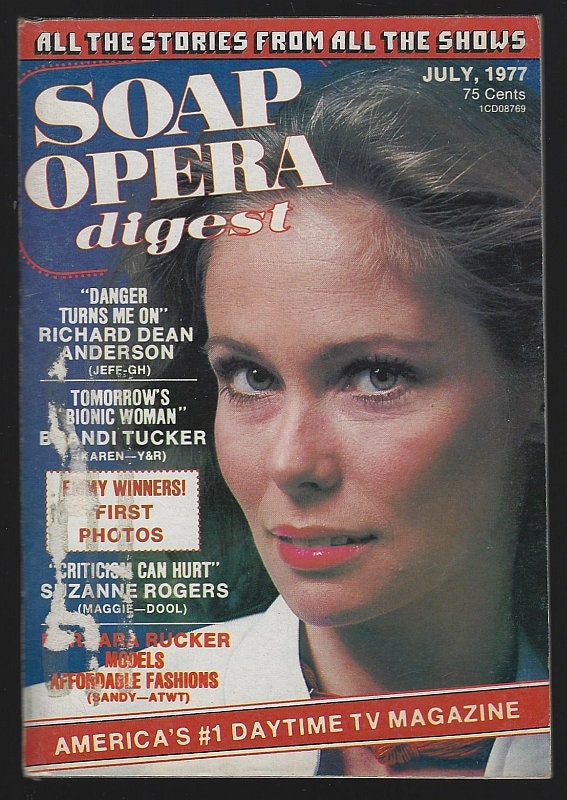 ALL THE STORIES FROM ALL THE SHOWS
JULY, 1977
75 Cents
1CD08769
SOAP
OPERA
digest
"DANGER
TURNS ME ON"
RICHARD DEAN
ANDERSON
(JEFF-GH)
TOMORROW'S
"BIONIC WOMAN"
BRANDI TUCKER
(KAREN—Y&R)
EMMY WINNERS!
FIRST
PHOTOS
"CRITICISM CAN HURT"
SUZANNE ROGERS
(MAGGIE—DOOL)
BARBARA RUCKER
MODELS
AFFORDABLE FASHIONS
(SANDY—ATWT)
AMERICA'S #1 DAYTIME TV MAGAZINE